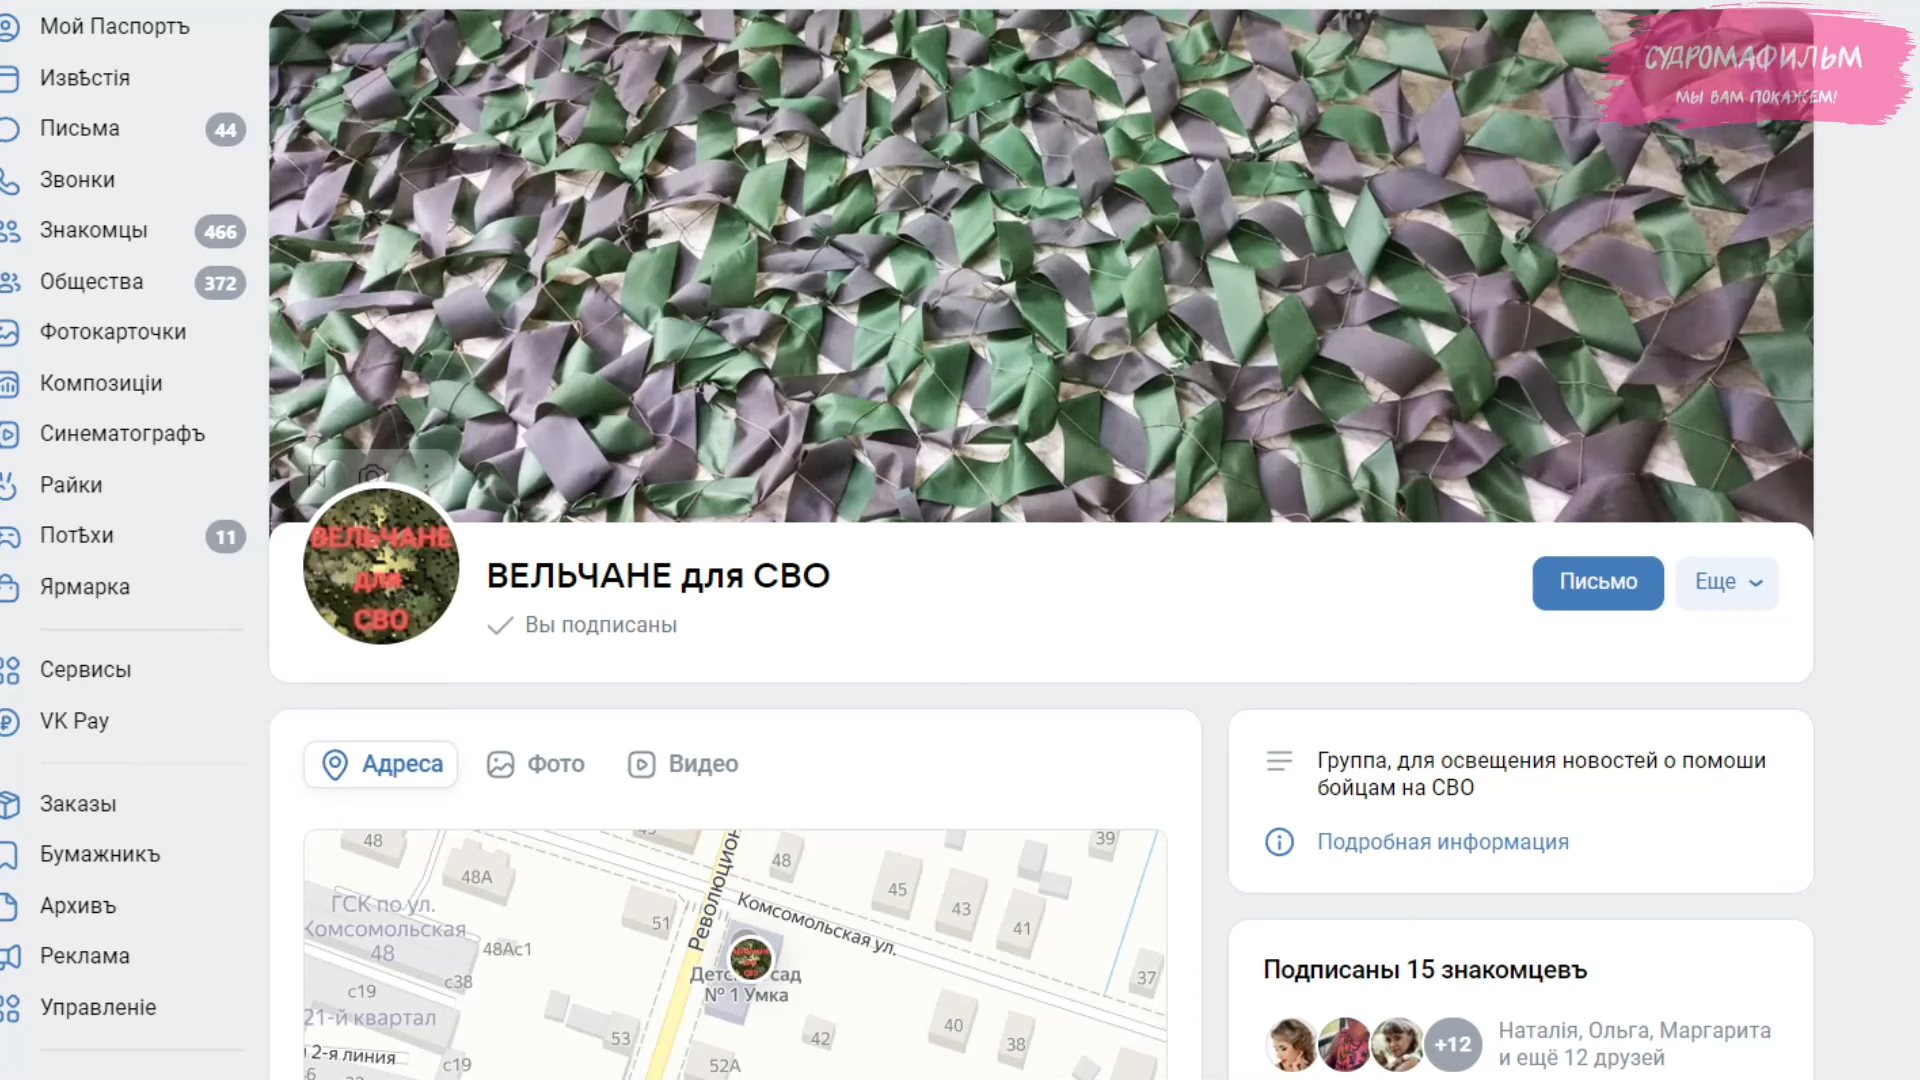 Мой Паспортъ
Извѣстія
Письма 44
Звонки
Знакомцы 466
Общества 372
Фотокарточки
Композиціи
Синематографъ
Райки
Потѣхи 11
Ярмарка
Сервисы
VK Pay
Заказы
Бумажникъ
Архивъ
Реклама
Управленіе
СУДРОМАФИЛЬМ
МЫ ВАМ ПОКАЖЕМ!
ВЕЛЬЧАНЕ
для
СВО
ВЕЛЬЧАНЕ для СВО
Вы подписаны
Письмо
Еще
Адреса
Фото
Видео
48
48А
ГСК по ул.
Комсомольская
48
48Ас1
с38
с19
21-й квартал
2-я линия
с19
51
53
Революцион
48
Комсомольская ул.
45
43
41
39
37
№ 1 Умка
42
40
38
52А
Группа, для освещения новостей о помоши
бойцам на СВО
Подробная информация
Подписаны 15 знакомцевъ
+12
Наталія, Ольга, Маргарита
и ещё 12 друзей